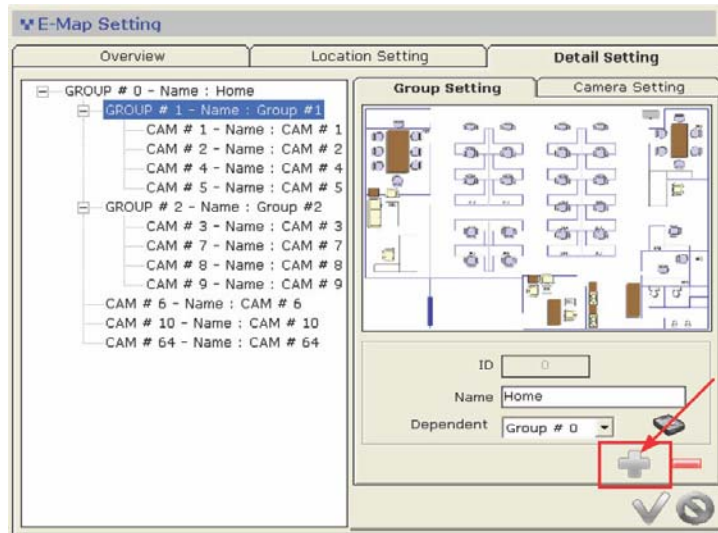 E-Map Setting
Overview
Location Setting
Detail Setting
GROUP # 0 - Name : Home
GROUP # 1 - Name : Group #1
CAM # 1 - Name : CAM # 1
CAM # 2 - Name : CAM # 2
CAM # 4 - Name : CAM # 4
CAM # 5 - Name : CAM # 5
GROUP # 2 - Name : Group #2
CAM # 3 - Name : CAM # 3
CAM # 7 - Name : CAM # 7
CAM # 8 - Name : CAM # 8
CAM # 9 - Name : CAM # 9
CAM # 6 - Name : CAM # 6
CAM # 10 - Name : CAM # 10
CAM # 64 - Name : CAM # 64
Group Setting
Camera Setting
ID 0
Name Home
Dependent Group # 0